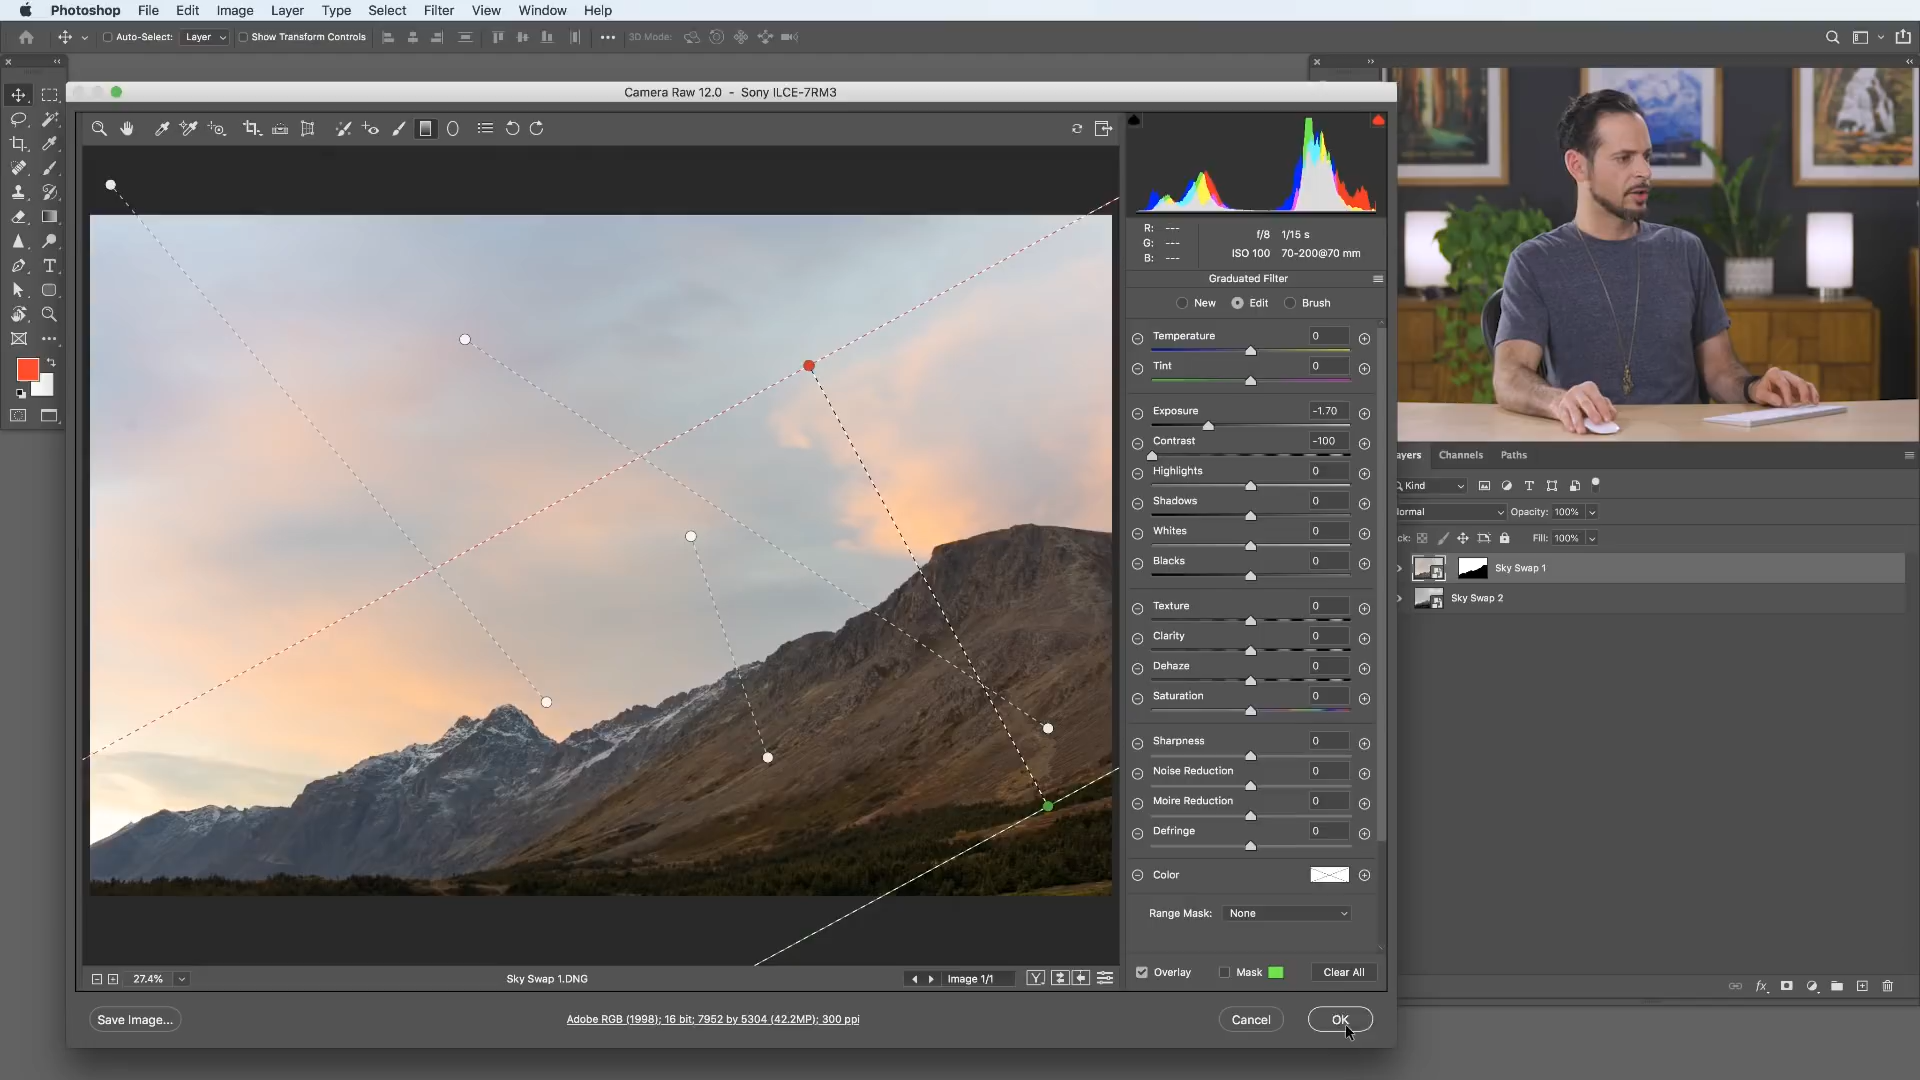 Photoshop File Edit Image Layer Type Select Filter View Window Help
Auto-Select: Layer Show Transform Controls 3D Mode:
Camera Raw 12.0 - Sony ILCE-7RM3
R: ---
G: ---
B: ---
f/8 1/15 s
ISO 100 70-200@70 mm
Graduated Filter
New Edit Brush
Temperature 0
Tint 0
Exposure -1.70
Contrast -100
Highlights 0
Shadows 0
Whites 0
Blacks 0
Texture 0
Clarity 0
Dehaze 0
Saturation 0
Sharpness 0
Noise Reduction 0
Moire Reduction 0
Defringe 0
Color
Range Mask: None
Overlay Mask Clear All
27.4% Sky Swap 1.DNG Image 1/1 Y
Save Image... Adobe RGB (1998); 16 bit; 7952 by 5304 (42.2MP); 300 ppi Cancel OK
ayers Channels Paths
Kind
ormal Opacity: 100%
ck: Fill: 100%
Sky Swap 1
Sky Swap 2
fx